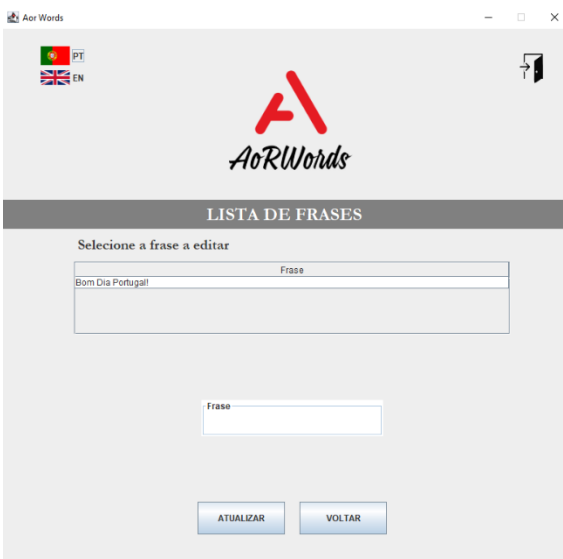 Aor Words
PT
EN
AoRWords
LISTA DE FRASES
Selecione a frase a editar
Frase
Bom Dia Portugal!
Frase
ATUALIZAR VOLTAR